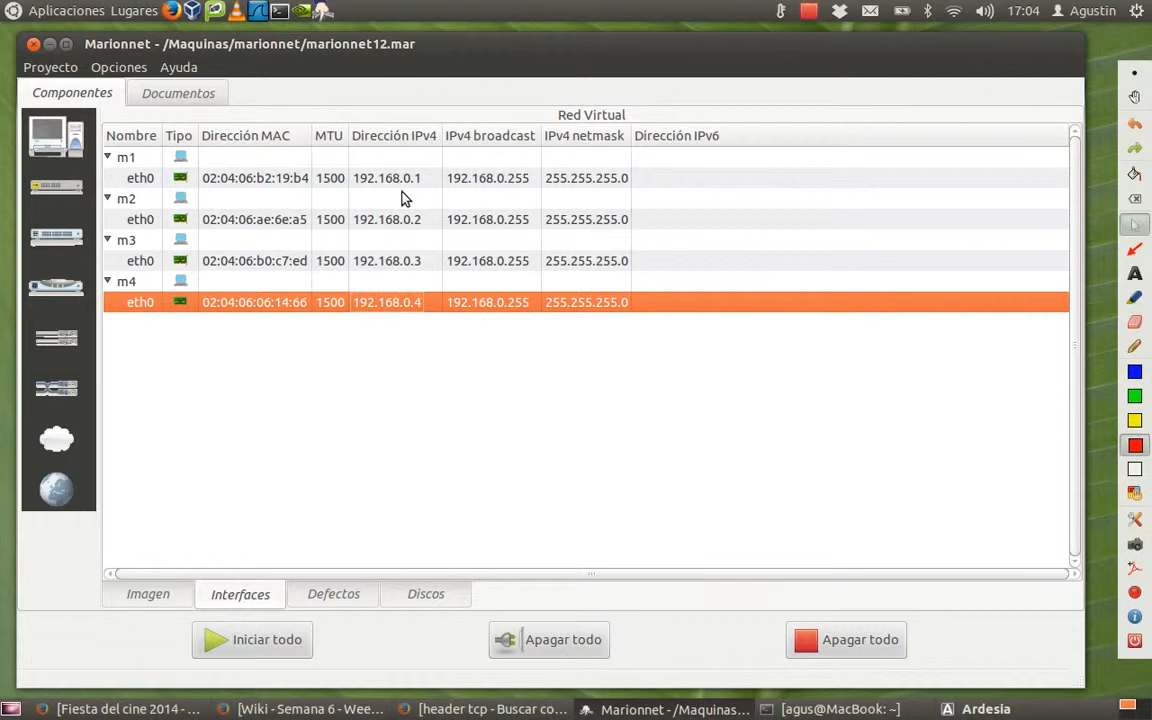 Aplicaciones Lugares 17:04 Agustin
Marionnet - /Maquinas/marionnet/marionnet12.mar
Proyecto Opciones Ayuda
Componentes Documentos
Red Virtual
Nombre Tipo Dirección MAC MTU Dirección IPv4 IPv4 broadcast IPv4 netmask Dirección IPv6
m1
eth0 02:04:06:b2:19:b4 1500 192.168.0.1 192.168.0.255 255.255.255.0
m2
eth0 02:04:06:ae:6e:a5 1500 192.168.0.2 192.168.0.255 255.255.255.0
m3
eth0 02:04:06:b0:c7:ed 1500 192.168.0.3 192.168.0.255 255.255.255.0
m4
eth0 02:04:06:06:14:66 1500 192.168.0.4 192.168.0.255 255.255.255.0
Imagen Interfaces Defectos Discos
Iniciar todo Apagar todo Apagar todo
[Fiesta del cine 2014 - ... [Wiki - Semana 6 - Wee... [header tcp - Buscar co... Marionnet - /Maquinas... [agus@MacBook: ~] Ardesia